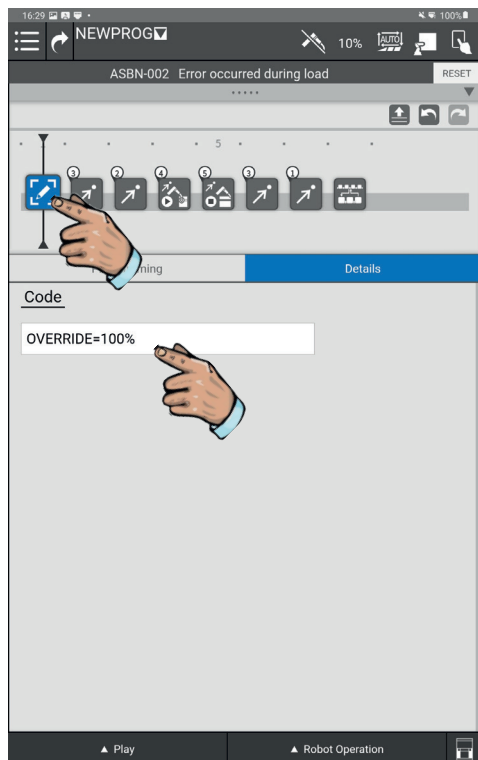 16:29 100%
NEWPROG
10% AUTO
ASBN-002 Error occurred during load RESET
5
3 2 4 5 3 1
ming Details
Code
OVERRIDE=100%
▲ Play ▲ Robot Operation